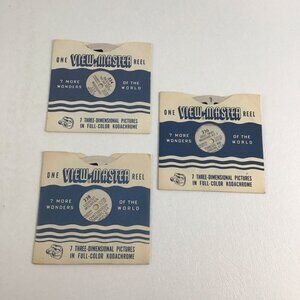 ONE VIEW-MASTER REEL
7 MORE WONDERS OF THE WORLD
7 THREE-DIMENSIONAL PICTURES
IN FULL-COLOR KODACHROME
ONE VIEW-MASTER REEL
7 MORE WONDERS OF THE WORLD
7 THREE-DIMENSIONAL PICTURES
IN FULL-COLOR KODACHROME
ONE VIEW-MASTER REEL
7 MORE WONDERS OF THE WORLD
7 THREE-DIMENSIONAL PICTURES
IN FULL-COLOR KODACHROME